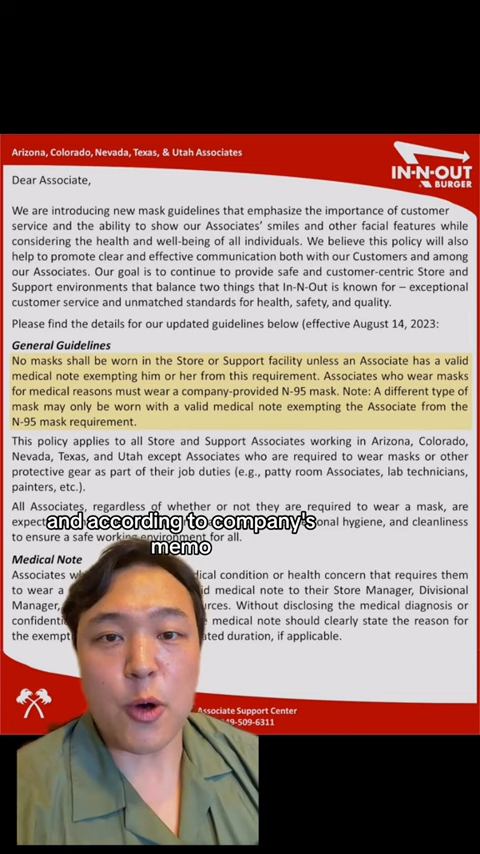 Arizona, Colorado, Nevada, Texas, & Utah Associates
IN-N-OUT
BURGER
Dear Associate,
We are introducing new mask guidelines that emphasize the importance of customer
service and the ability to show our Associates' smiles and other facial features while
considering the health and well-being of all individuals. We believe this policy will also
help to promote clear and effective communication both with our Customers and among
our Associates. Our goal is to continue to provide safe and customer-centric Store and
Support environments that balance two things that In-N-Out is known for – exceptional
customer service and unmatched standards for health, safety, and quality.
Please find the details for our updated guidelines below (effective August 14, 2023:
General Guidelines
No masks shall be worn in the Store or Support facility unless an Associate has a valid
medical note exempting him or her from this requirement. Associates who wear masks
for medical reasons must wear a company-provided N-95 mask. Note: A different type of
mask may only be worn with a valid medical note exempting the Associate from the
N-95 mask requirement.
This policy applies to all Store and Support Associates working in Arizona, Colorado,
Nevada, Texas, and Utah except Associates who are required to wear masks or other
protective gear as part of their job duties (e.g., patty room Associates, lab technicians,
painters, etc.).
All Associates, regardless of whether or not they are required to wear a mask, are
and according to company's
hygiene, and cleanliness
memo
to ensure a safe working environment for all.
Medical Note
Associates condition or health concern that requires them
to wear a medical note to their Store Manager, Divisional
Manager, Without disclosing the medical diagnosis or
medical note should clearly state the reason for
the duration, if applicable.
Associate Support Center
949-509-6311